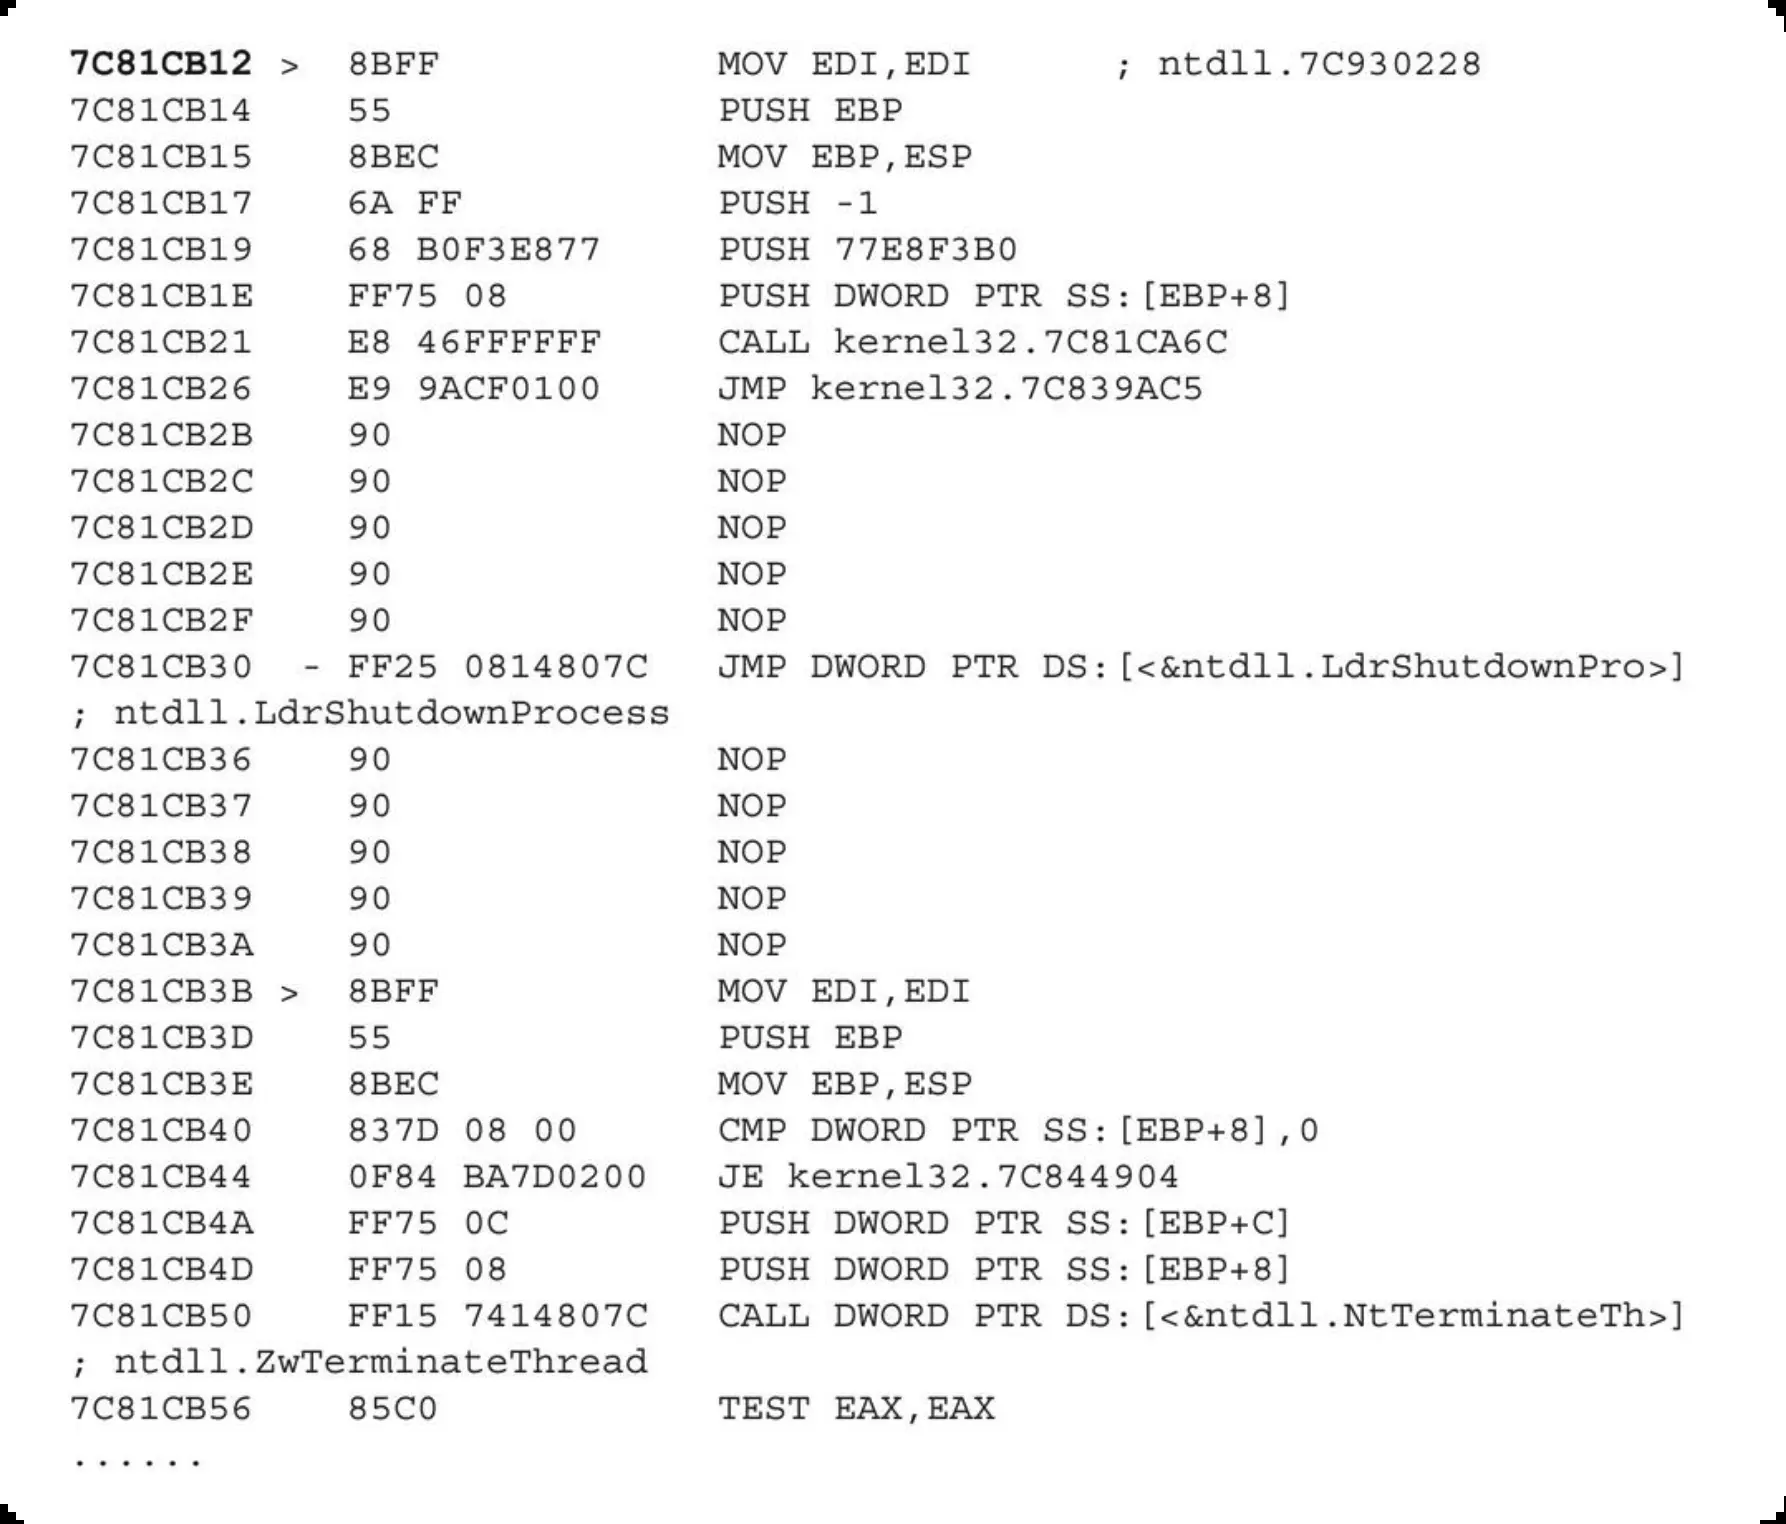 7C81CB12 > 8BFF MOV EDI,EDI ; ntdll.7C930228
7C81CB14 55 PUSH EBP
7C81CB15 8BEC MOV EBP,ESP
7C81CB17 6A FF PUSH -1
7C81CB19 68 B0F3E877 PUSH 77E8F3B0
7C81CB1E FF75 08 PUSH DWORD PTR SS:[EBP+8]
7C81CB21 E8 46FFFFFF CALL kernel32.7C81CA6C
7C81CB26 E9 9ACF0100 JMP kernel32.7C839AC5
7C81CB2B 90 NOP
7C81CB2C 90 NOP
7C81CB2D 90 NOP
7C81CB2E 90 NOP
7C81CB2F 90 NOP
7C81CB30 - FF25 0814807C JMP DWORD PTR DS:[<&ntdll.LdrShutdownPro>]
; ntdll.LdrShutdownProcess
7C81CB36 90 NOP
7C81CB37 90 NOP
7C81CB38 90 NOP
7C81CB39 90 NOP
7C81CB3A 90 NOP
7C81CB3B > 8BFF MOV EDI,EDI
7C81CB3D 55 PUSH EBP
7C81CB3E 8BEC MOV EBP,ESP
7C81CB40 837D 08 00 CMP DWORD PTR SS:[EBP+8],0
7C81CB44 0F84 BA7D0200 JE kernel32.7C844904
7C81CB4A FF75 0C PUSH DWORD PTR SS:[EBP+C]
7C81CB4D FF75 08 PUSH DWORD PTR SS:[EBP+8]
7C81CB50 FF15 7414807C CALL DWORD PTR DS:[<&ntdll.NtTerminateTh>]
; ntdll.ZwTerminateThread
7C81CB56 85C0 TEST EAX,EAX
......